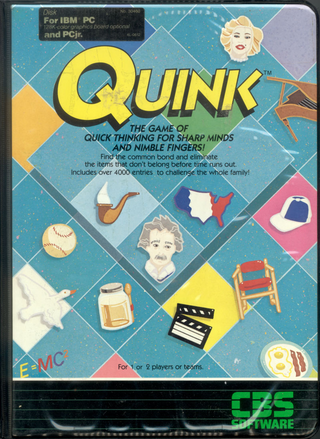 Disk
For IBM® PC
and PCjr.
QUINK™
THE GAME OF
QUICK THINKING FOR SHARP MINDS
AND NIMBLE FINGERS!
Find the common bond and eliminate
the items that don't belong before time runs out.
Includes over 4000 entries to challenge the whole family!
E=MC²
For 1 or 2 players or teams.
CBS
SOFTWARE